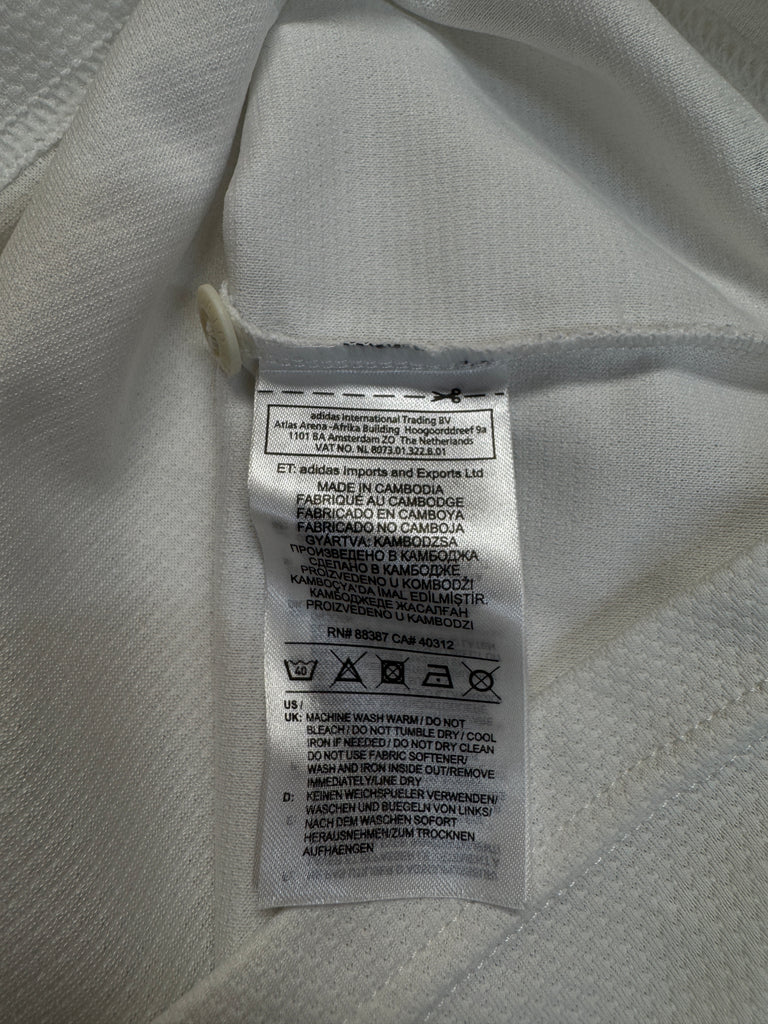 adidas International Trading BV
Atlas Arena -Afrika Building Hoogoorddreef 9a
1101 BA Amsterdam ZO The Netherlands
VAT NO. NL 8073.01.322.B.01
ET: adidas Imports and Exports Ltd
MADE IN CAMBODIA
FABRIQUÉ AU CAMBODGE
FABRICADO EN CAMBOYA
FABRICADO NO CAMBOJA
GYÁRTVA: KAMBODZSA
ПРОИЗВЕДЕНО В КАМБОДЖА
СДЕЛАНО В КАМБОДЖЕ
PROIZVEDENO U KOMBODŽI
KAMBOÇYA'DA İMAL EDİLMİŞTİR.
КАМБОДЖЕДЕ ЖАСАЛҒАН
PROIZVEDENO U KAMBODZI
RN# 88387 CA# 40312
40
US /
UK: MACHINE WASH WARM / DO NOT
BLEACH / DO NOT TUMBLE DRY / COOL
IRON IF NEEDED / DO NOT DRY CLEAN
DO NOT USE FABRIC SOFTENER/
WASH AND IRON INSIDE OUT/REMOVE
IMMEDIATELY/LINE DRY
D: KEINEN WEICHSPUELER VERWENDEN/
WASCHEN UND BUEGELN VON LINKS/
NACH DEM WASCHEN SOFORT
HERAUSNEHMEN/ZUM TROCKNEN
AUFHAENGEN